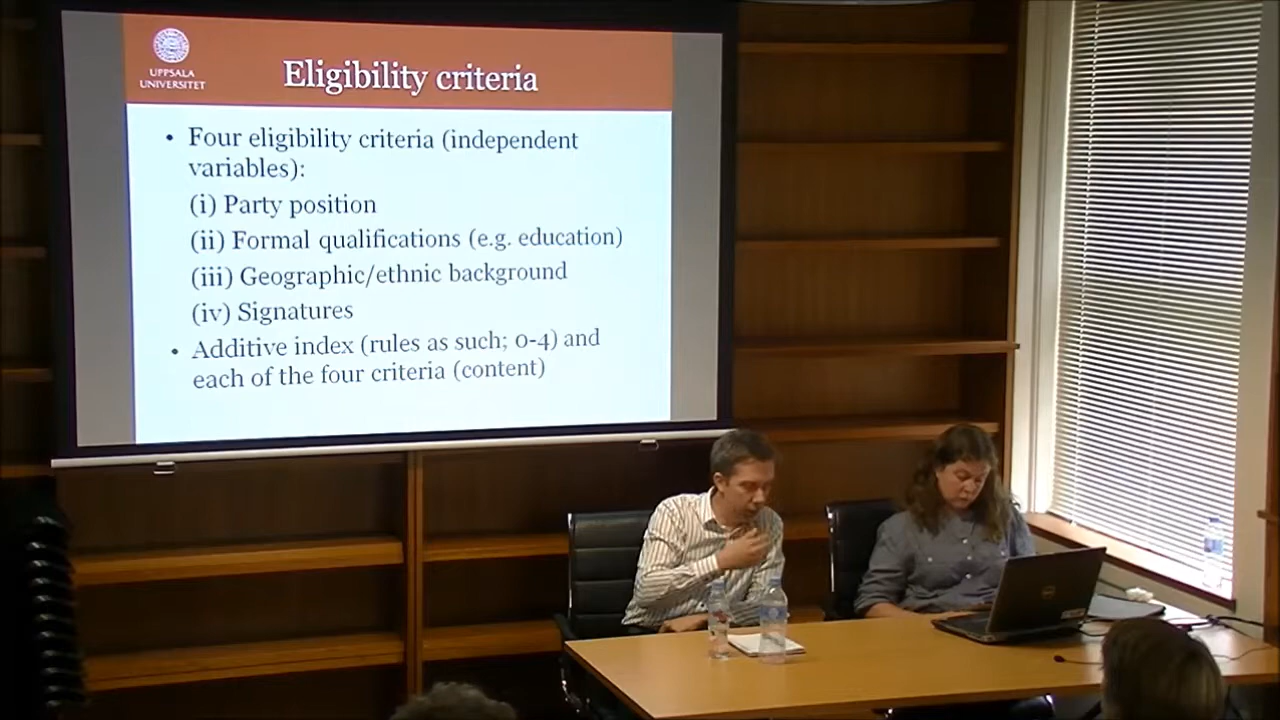 UPPSALA
UNIVERSITET
Eligibility criteria
• Four eligibility criteria (independent
variables):
(i) Party position
(ii) Formal qualifications (e.g. education)
(iii) Geographic/ethnic background
(iv) Signatures
• Additive index (rules as such; 0-4) and
each of the four criteria (content)